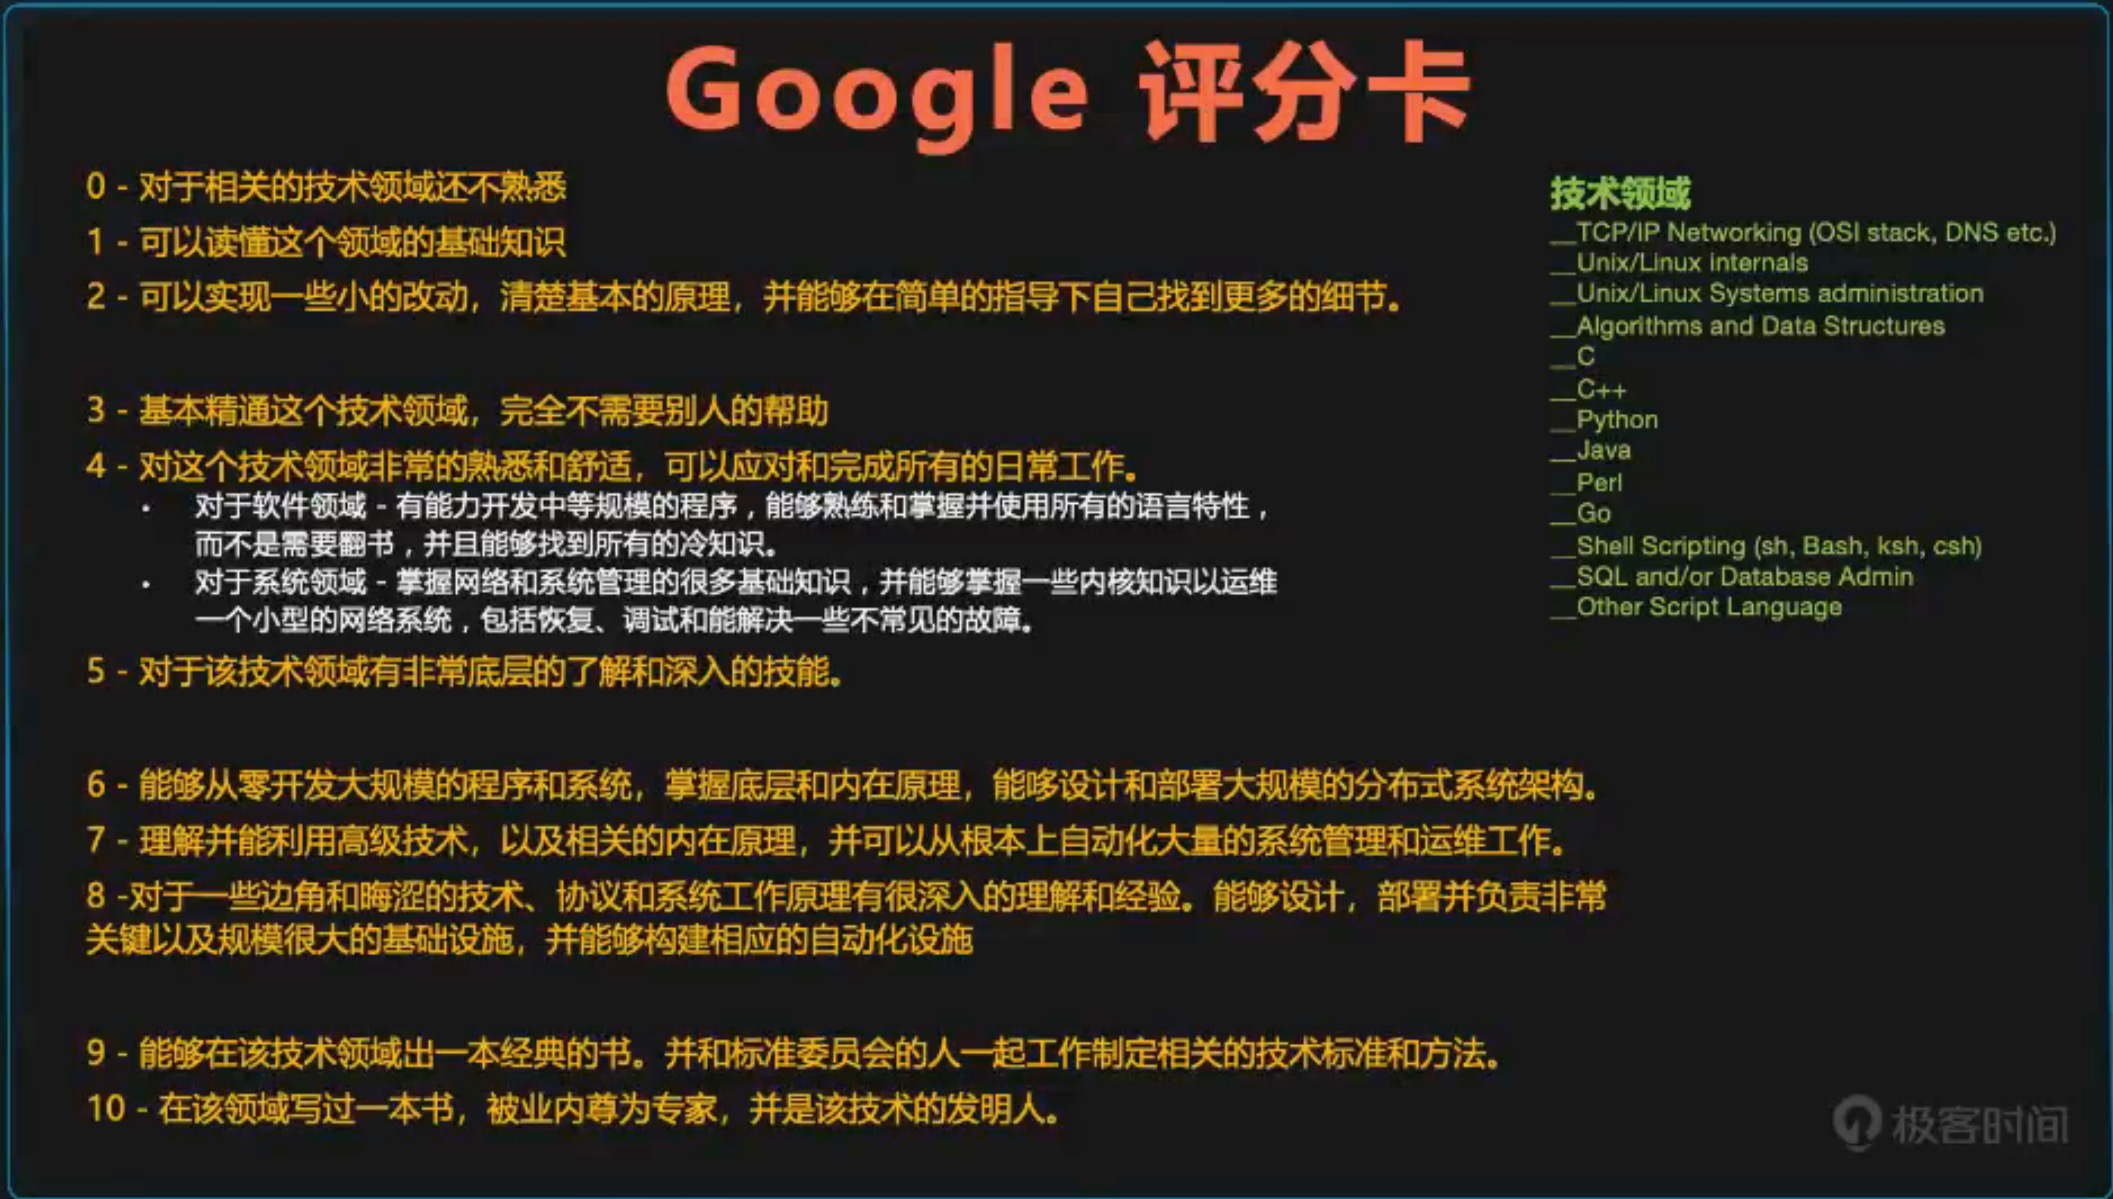 Google 评分卡
0 - 对于相关的技术领域还不熟悉
1 - 可以读懂这个领域的基础知识
2 - 可以实现一些小的改动，清楚基本的原理，并能够在简单的指导下自己找到更多的细节。
3 - 基本精通这个技术领域，完全不需要别人的帮助
4 - 对这个技术领域非常的熟悉和舒适，可以应对和完成所有的日常工作。
· 对于软件领域 - 有能力开发中等规模的程序，能够熟练和掌握并使用所有的语言特性，
而不是需要翻书，并且能够找到所有的冷知识。
· 对于系统领域 - 掌握网络和系统管理的很多基础知识，并能够掌握一些内核知识以运维
一个小型的网络系统，包括恢复、调试和能解决一些不常见的故障。
5 - 对于该技术领域有非常底层的了解和深入的技能。
6 - 能够从零开发大规模的程序和系统，掌握底层和内在原理，能哆设计和部署大规模的分布式系统架构。
7 - 理解并能利用高级技术，以及相关的内在原理，并可以从根本上自动化大量的系统管理和运维工作。
8 -对于一些边角和晦涩的技术、协议和系统工作原理有很深入的理解和经验。能够设计，部署并负责非常
关键以及规模很大的基础设施，并能够构建相应的自动化设施
9 - 能够在该技术领域出一本经典的书。并和标准委员会的人一起工作制定相关的技术标准和方法。
10 - 在该领域写过一本书，被业内尊为专家，并是该技术的发明人。
技术领域
__TCP/IP Networking (OSI stack, DNS etc.)
__Unix/Linux internals
__Unix/Linux Systems administration
__Algorithms and Data Structures
__C
__C++
__Python
__Java
__Perl
__Go
__Shell Scripting (sh, Bash, ksh, csh)
__SQL and/or Database Admin
__Other Script Language
极客时间